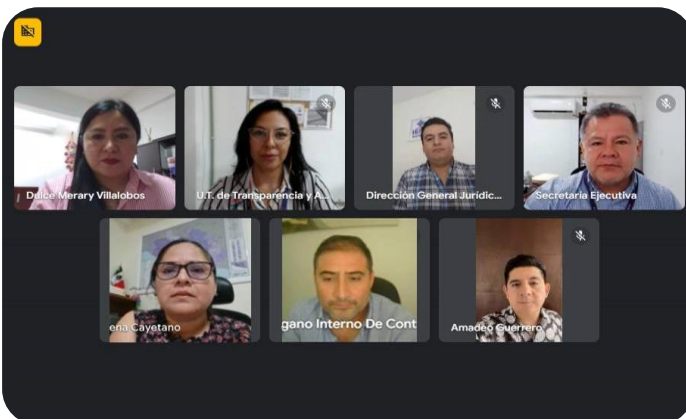 Dulce Merary Villalobos
U.T. de Transparencia y A...
Dirección General Jurídic...
Secretaría Ejecutiva
ena Cayetano
gano Interno De Cont
Amadeo Guerrero